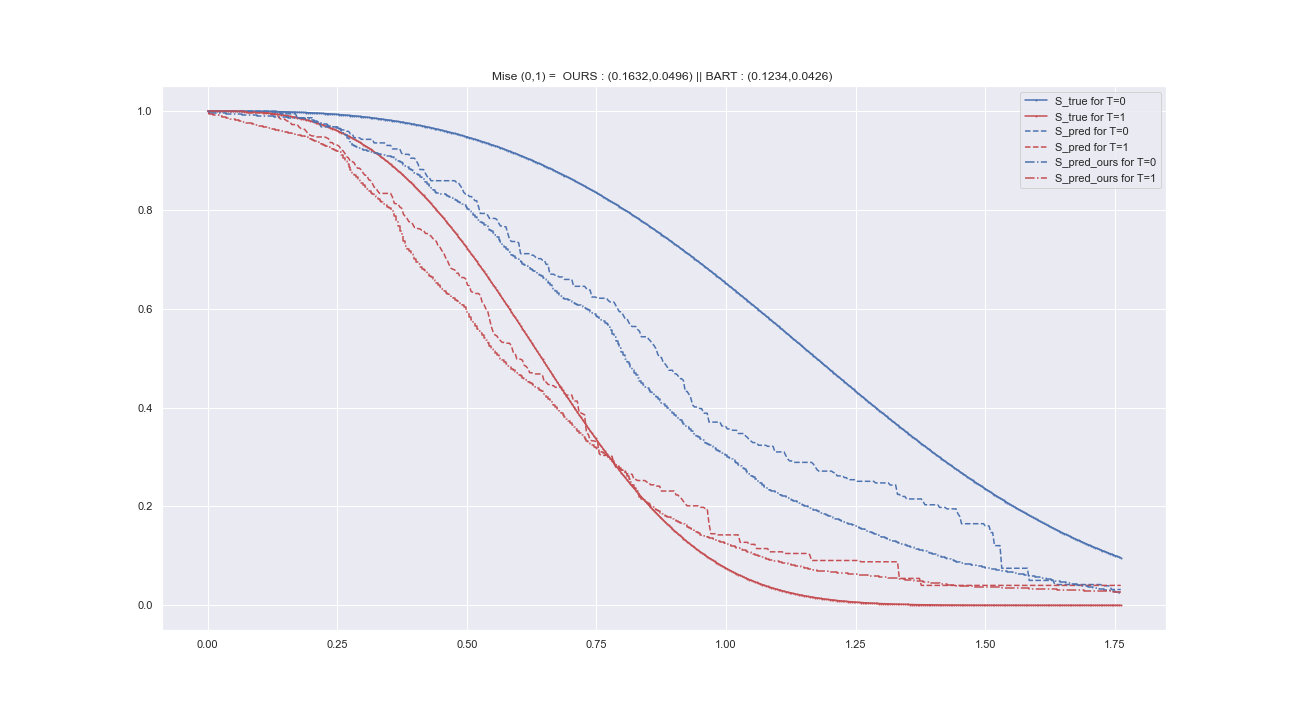 Mise (0,1) =  OURS : (0.1632,0.0496) || BART : (0.1234,0.0426)
S_true for T=0
S_true for T=1
S_pred for T=0
S_pred for T=1
S_pred_ours for T=0
S_pred_ours for T=1
1.0
0.8
0.6
0.4
0.2
0.0
0.00 0.25 0.50 0.75 1.00 1.25 1.50 1.75